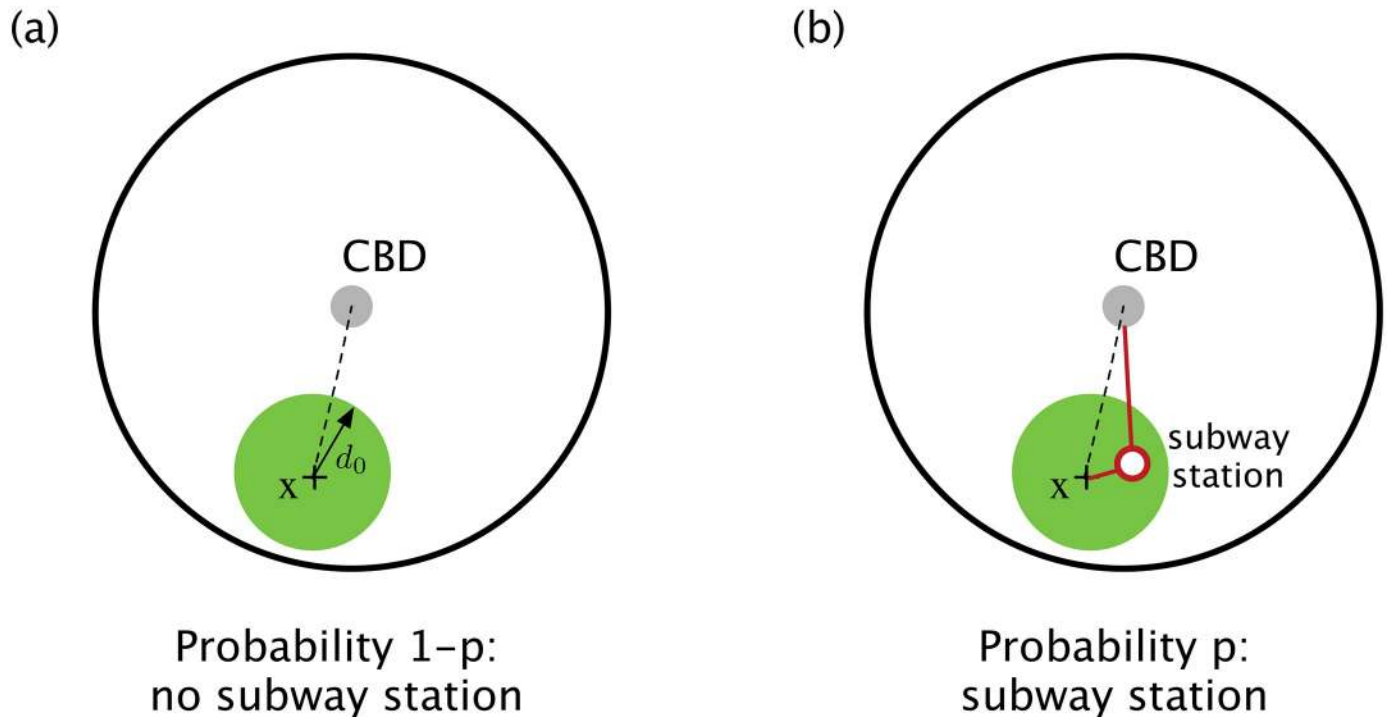 (a)
CBD
d₀
x
Probability 1–p:
no subway station
(b)
CBD
subway
station
x
Probability p:
subway station